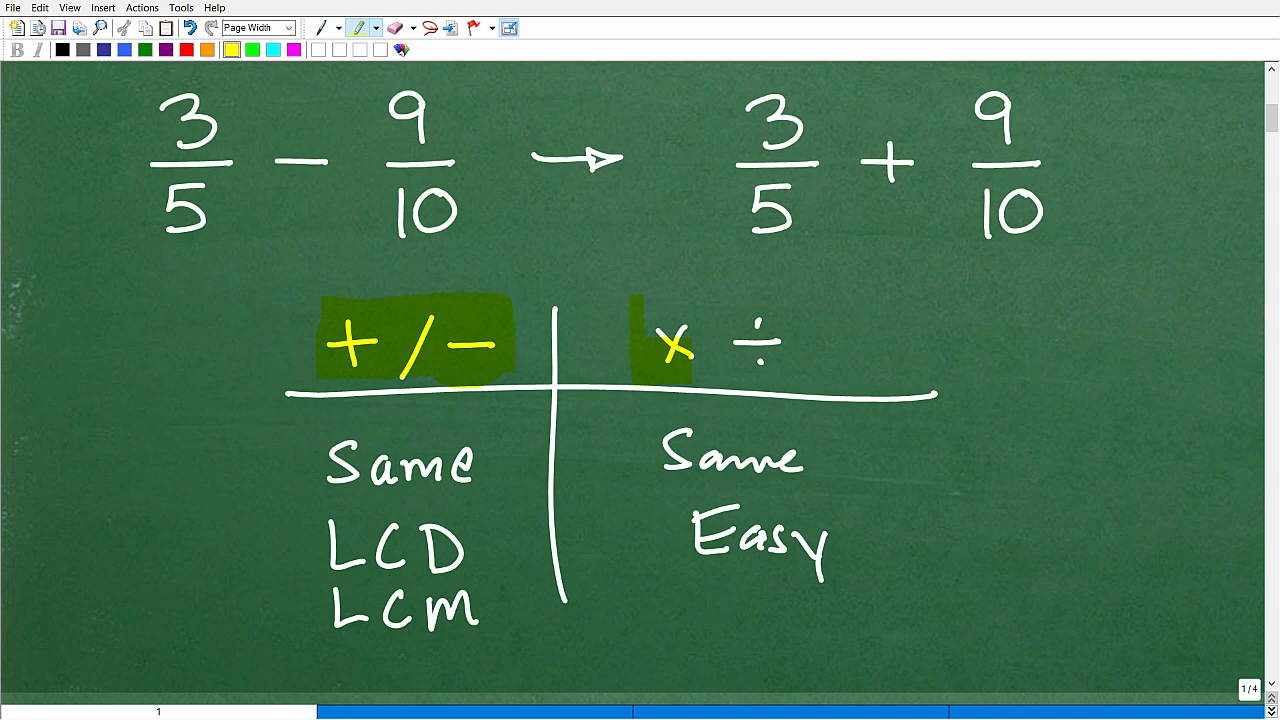 File Edit View Insert Actions Tools Help
Page Width
B I
3/5 − 9/10 → 3/5 + 9/10
+ / − × ÷
Same Same
LCD Easy
LCM
1/4
1